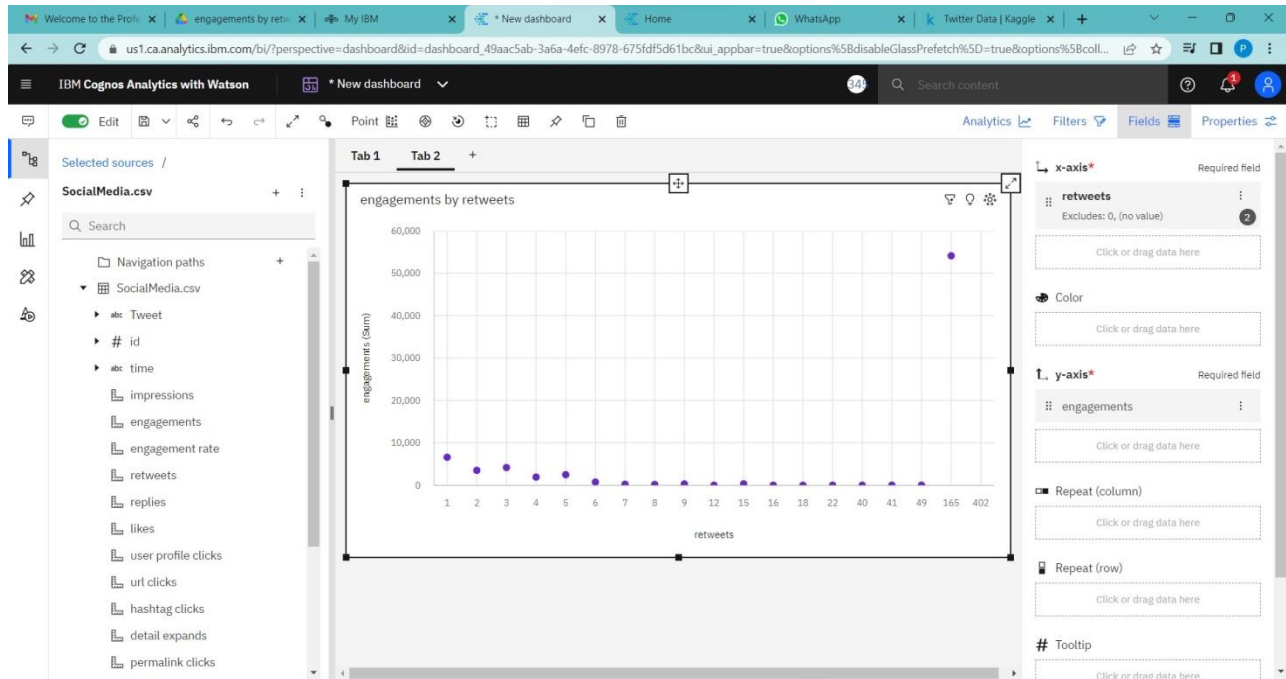 Welcome to the Profe
engagements by retw
My IBM
* New dashboard
Home
WhatsApp
Twitter Data | Kaggle
us1.ca.analytics.ibm.com/bi/?perspective=dashboard&id=dashboard_49aac5ab-3a6a-4efc-8978-675fdf5d61bc&ui_appbar=true&options%5BdisableGlassPrefetch%5D=true&options%5Bcoll...
P
IBM Cognos Analytics with Watson
* New dashboard
Search content
1
Edit
Point
Analytics
Filters
Fields
Properties
Selected sources /
SocialMedia.csv
Search
Navigation paths
SocialMedia.csv
abc Tweet
# id
abc time
impressions
engagements
engagement rate
retweets
replies
likes
user profile clicks
url clicks
hashtag clicks
detail expands
permalink clicks
Tab 1
Tab 2
+
engagements by retweets
engagements (Sum)
60,000
50,000
40,000
30,000
20,000
10,000
0
1 2 3 4 5 6 7 8 9 12 15 16 18 22 40 41 49 165 402
retweets
x-axis*
Required field
retweets
Excludes: 0, (no value)
2
Click or drag data here
Color
Click or drag data here
y-axis*
Required field
engagements
Click or drag data here
Repeat (column)
Click or drag data here
Repeat (row)
Click or drag data here
# Tooltip
Click or drag data here